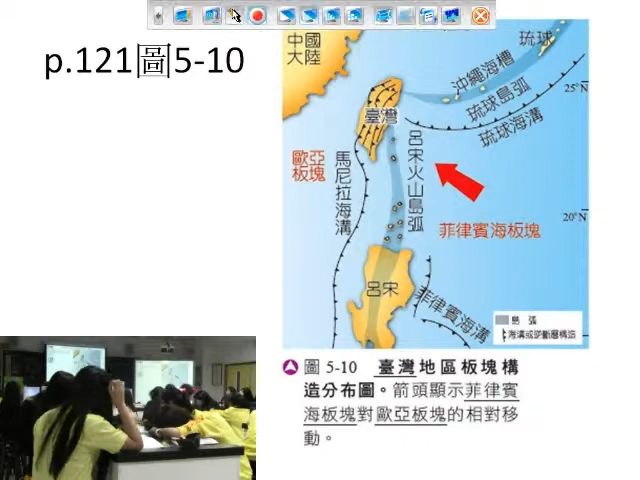 p.121圖5-10
中國
大陸
琉球
沖繩海槽
25°N
琉球島弧
琉球海溝
臺灣
歐亞
板塊
馬尼拉海溝
呂宋火山島弧
20°N
菲律賓海板塊
呂宋
菲律賓海溝
島 弧
海溝或逆斷層構造
圖 5-10 臺灣地區板塊構
造分布圖。箭頭顯示菲律賓
海板塊對歐亞板塊的相對移
動。